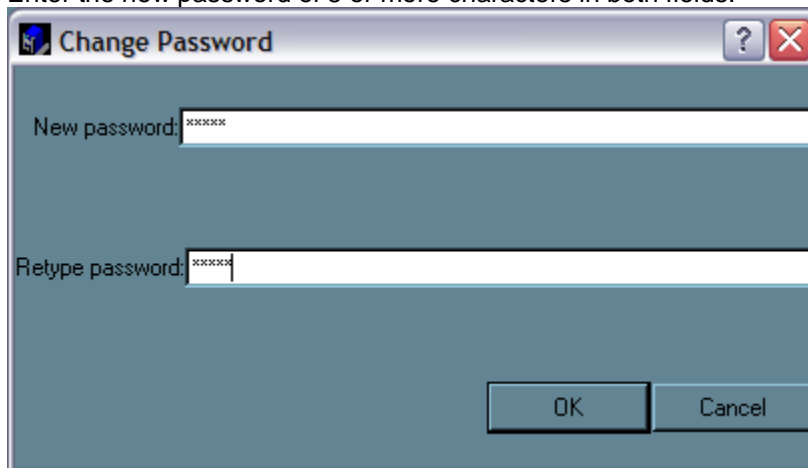 Enter the new password of 5 or more characters in both fields.
Change Password
New password: *****
Retype password: *****
OK Cancel